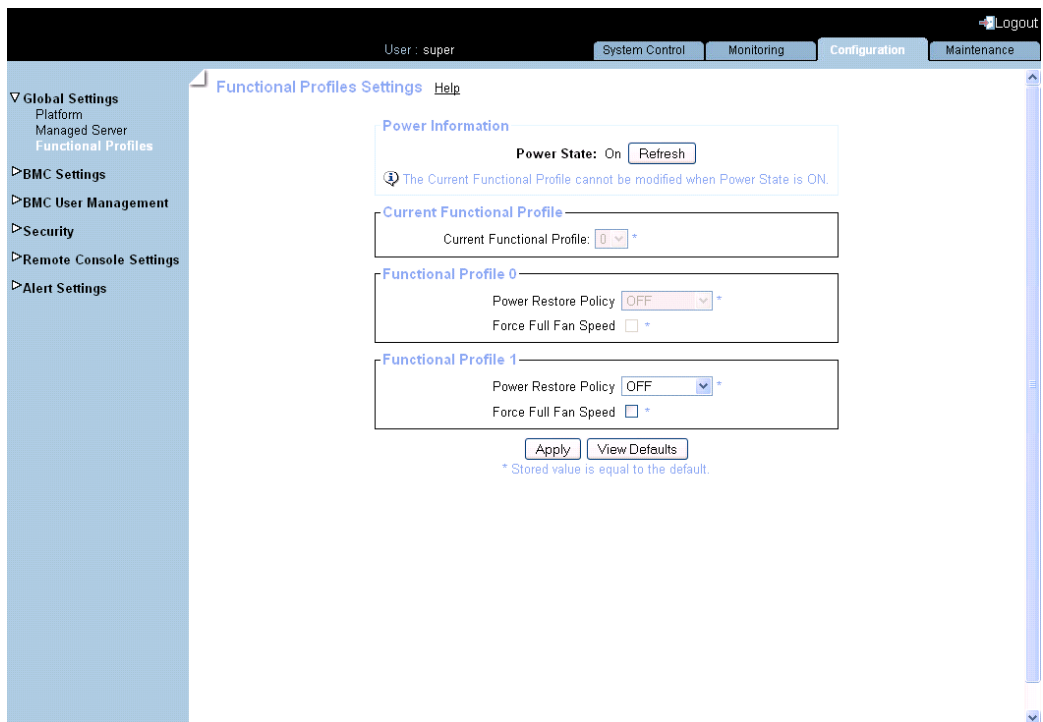 Logout
User : super
System Control
Monitoring
Configuration
Maintenance
Global Settings
Platform
Managed Server
Functional Profiles
BMC Settings
BMC User Management
Security
Remote Console Settings
Alert Settings
Functional Profiles Settings Help
Power Information
Power State: On Refresh
The Current Functional Profile cannot be modified when Power State is ON.
Current Functional Profile
Current Functional Profile: 0 *
Functional Profile 0
Power Restore Policy OFF *
Force Full Fan Speed *
Functional Profile 1
Power Restore Policy OFF *
Force Full Fan Speed *
Apply View Defaults
* Stored value is equal to the default.